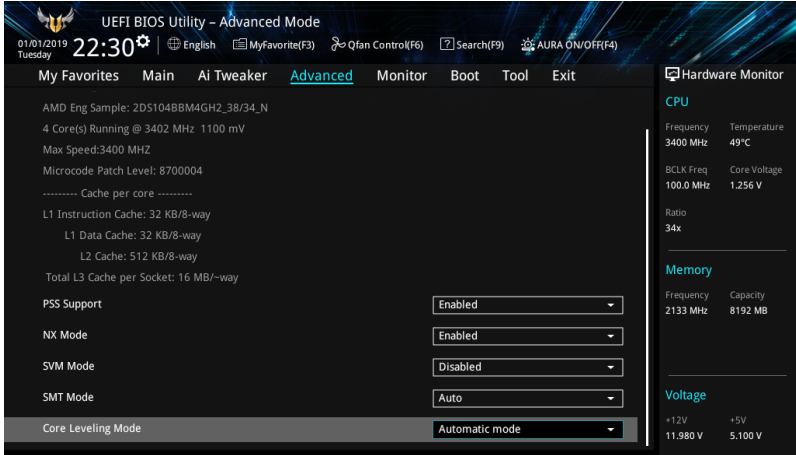 UEFI BIOS Utility – Advanced Mode
01/01/2019 Tuesday 22:30 English MyFavorite(F3) Qfan Control(F6) ? Search(F9) AURA ON/OFF(F4)
My Favorites Main Ai Tweaker Advanced Monitor Boot Tool Exit
AMD Eng Sample: 2DS104BBM4GH2_38/34_N
4 Core(s) Running @ 3402 MHz 1100 mV
Max Speed:3400 MHZ
Microcode Patch Level: 8700004
--------- Cache per core ---------
L1 Instruction Cache: 32 KB/8-way
L1 Data Cache: 32 KB/8-way
L2 Cache: 512 KB/8-way
Total L3 Cache per Socket: 16 MB/~way
PSS Support Enabled
NX Mode Enabled
SVM Mode Disabled
SMT Mode Auto
Core Leveling Mode Automatic mode
Hardware Monitor
CPU
Frequency Temperature
3400 MHz 49°C
BCLK Freq Core Voltage
100.0 MHz 1.256 V
Ratio
34x
Memory
Frequency Capacity
2133 MHz 8192 MB
Voltage
+12V +5V
11.980 V 5.100 V